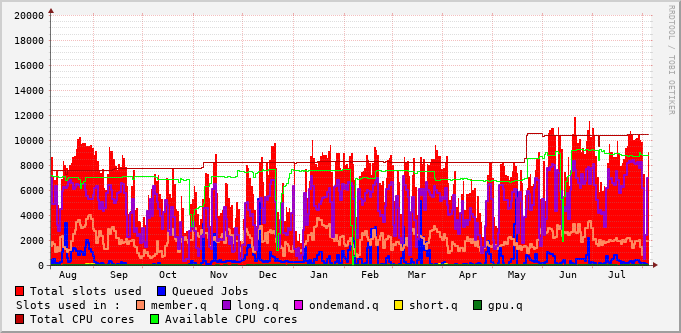 RRDTOOL / TOBI OETIKER
20000
18000
16000
14000
12000
10000
8000
6000
4000
2000
0
Aug Sep Oct Nov Dec Jan Feb Mar Apr May Jun Jul
Total slots used Queued Jobs
Slots used in : member.q long.q ondemand.q short.q gpu.q
Total CPU cores Available CPU cores